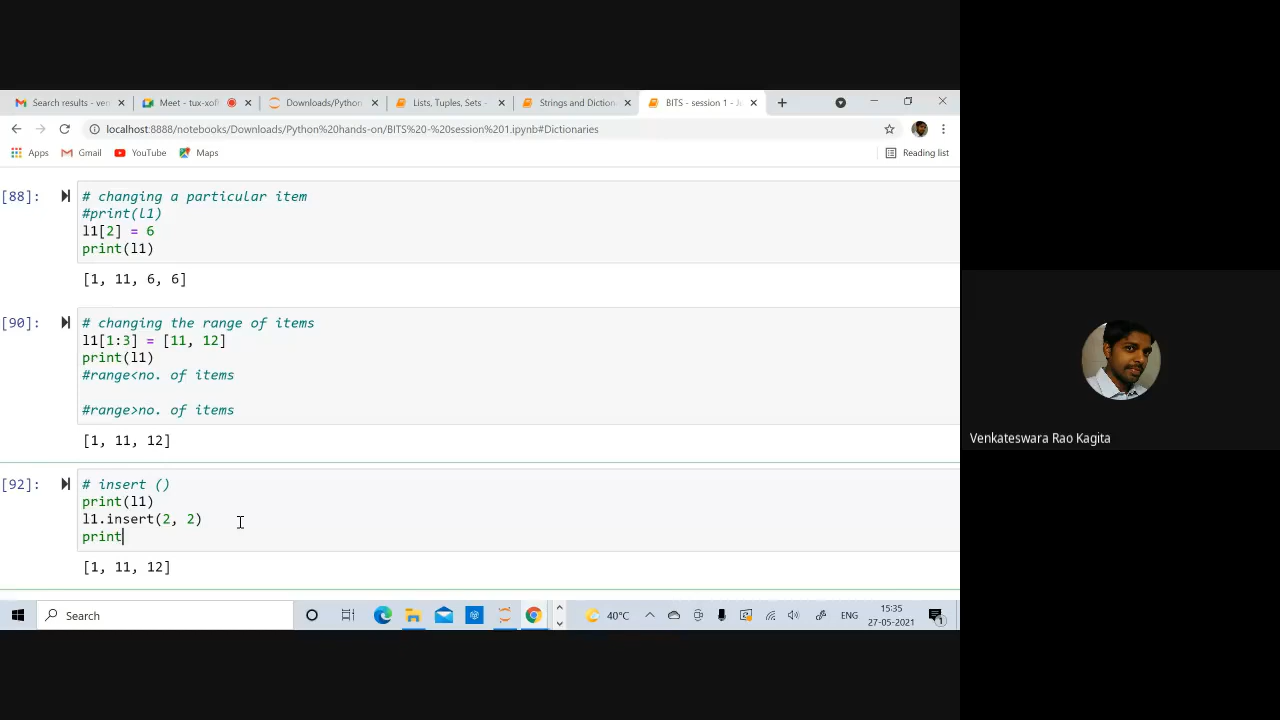 Search results - ven
Meet - tux-xof
Downloads/Python
Lists, Tuples, Sets -
Strings and Diction
BITS - session 1 - Ju
localhost:8888/notebooks/Downloads/Python%20hands-on/BITS%20-%20session%201.ipynb#Dictionaries
Apps
Gmail
YouTube
Maps
Reading list
[88]:
# changing a particular item
#print(l1)
l1[2] = 6
print(l1)
[1, 11, 6, 6]
[90]:
# changing the range of items
l1[1:3] = [11, 12]
print(l1)
#range<no. of items
#range>no. of items
[1, 11, 12]
[92]:
# insert ()
print(l1)
l1.insert(2, 2)
print
[1, 11, 12]
Venkateswara Rao Kagita
Search
40°C
ENG
15:35
27-05-2021
1